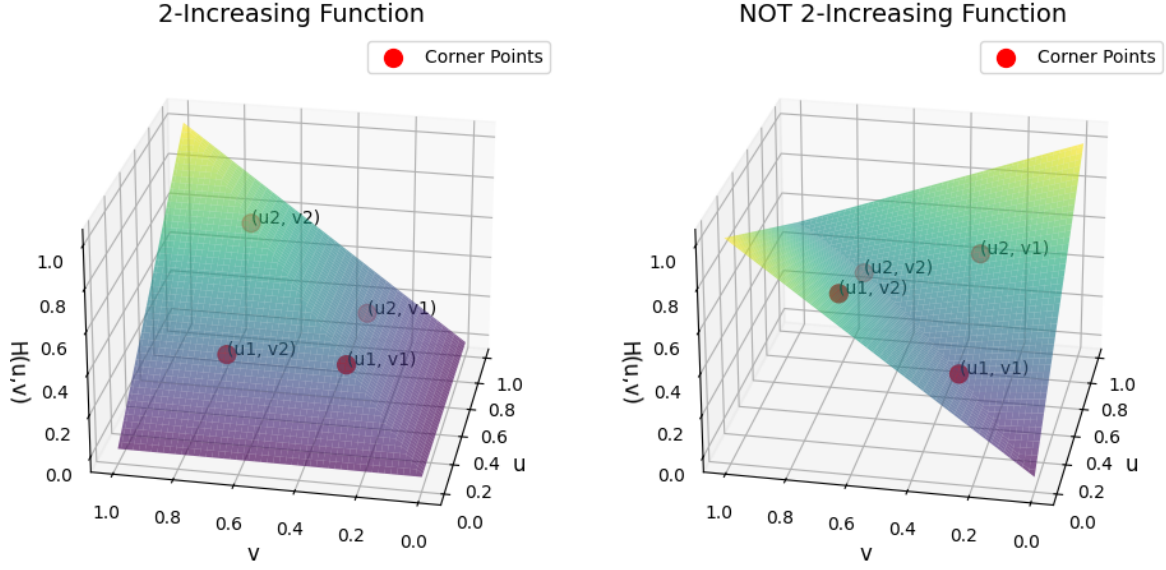 2-Increasing Function
Corner Points
(u2, v2)
(u2, v1)
(u1, v2)
(u1, v1)
1.0
0.8
0.6
0.4
0.2
0.0
H(u,v)
1.0
0.8
0.6
0.4
0.2
0.0
v
1.0
0.8
0.6
0.4
0.2
0.0
u
NOT 2-Increasing Function
Corner Points
(u2, v1)
(u2, v2)
(u1, v2)
(u1, v1)
1.0
0.8
0.6
0.4
0.2
0.0
H(u,v)
1.0
0.8
0.6
0.4
0.2
0.0
v
1.0
0.8
0.6
0.4
0.2
0.0
u